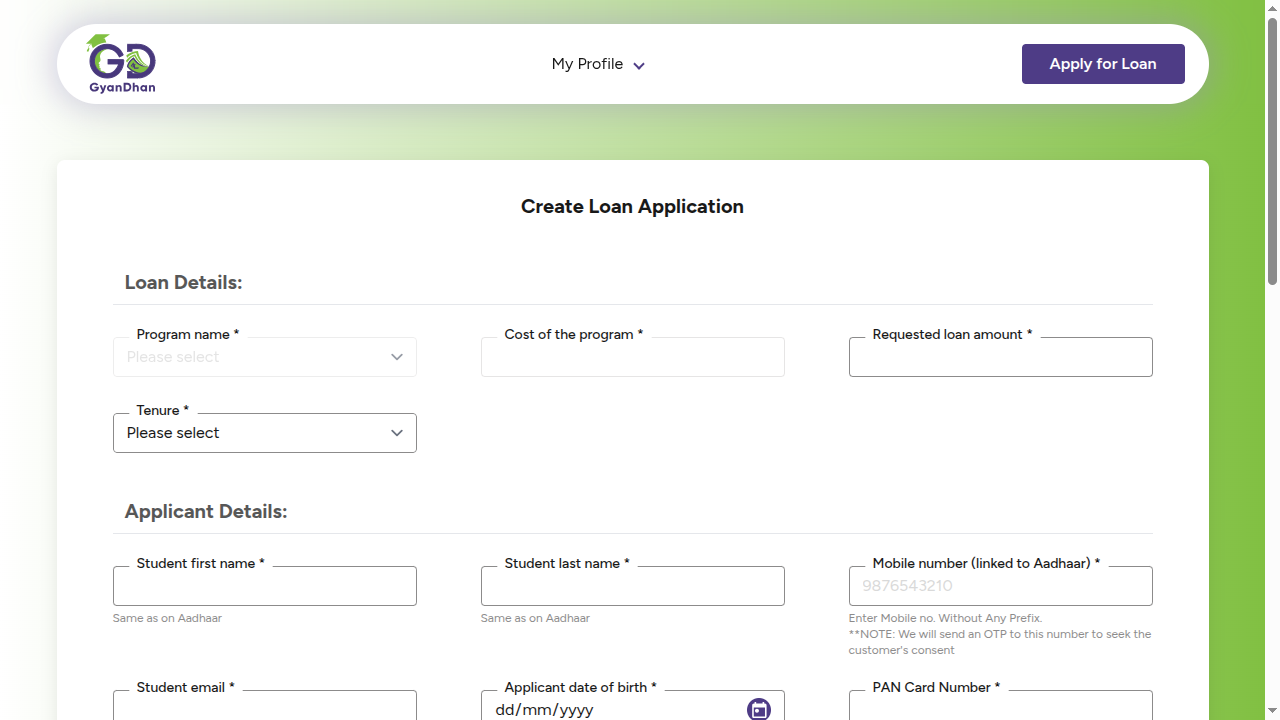 GD
GyanDhan
My Profile
Apply for Loan
Create Loan Application
Loan Details:
Program name *
Cost of the program *
Requested loan amount *
Please select
Tenure *
Please select
Applicant Details:
Student first name *
Student last name *
Mobile number (linked to Aadhaar) *
9876543210
Same as on Aadhaar
Same as on Aadhaar
Enter Mobile no. Without Any Prefix.
**NOTE: We will send an OTP to this number to seek the
customer's consent
Student email *
Applicant date of birth *
PAN Card Number *
dd/mm/yyyy